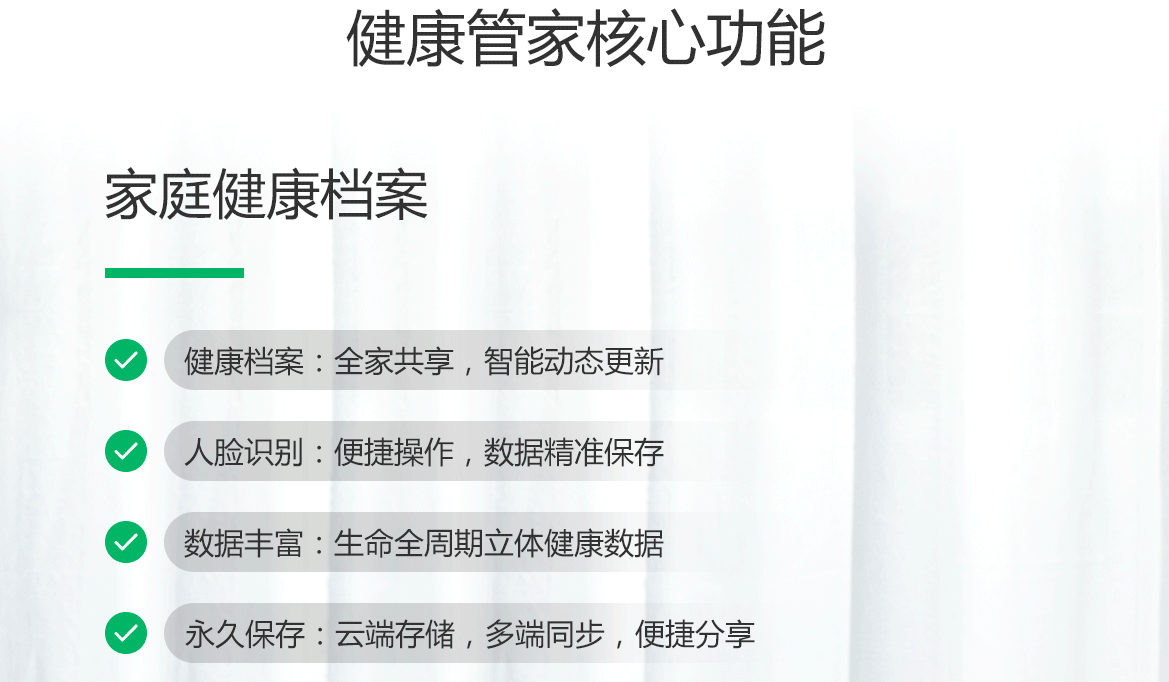 健康管家核心功能
家庭健康档案
健康档案：全家共享，智能动态更新
人脸识别：便捷操作，数据精准保存
数据丰富：生命全周期立体健康数据
永久保存：云端存储，多端同步，便捷分享